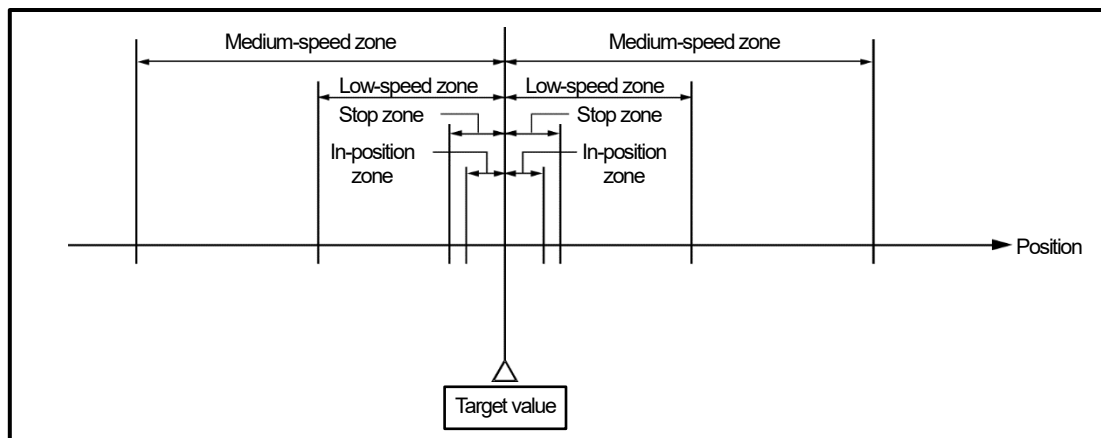 Medium-speed zone Medium-speed zone
Low-speed zone Low-speed zone
Stop zone Stop zone
In-position In-position
zone zone
Position
Target value